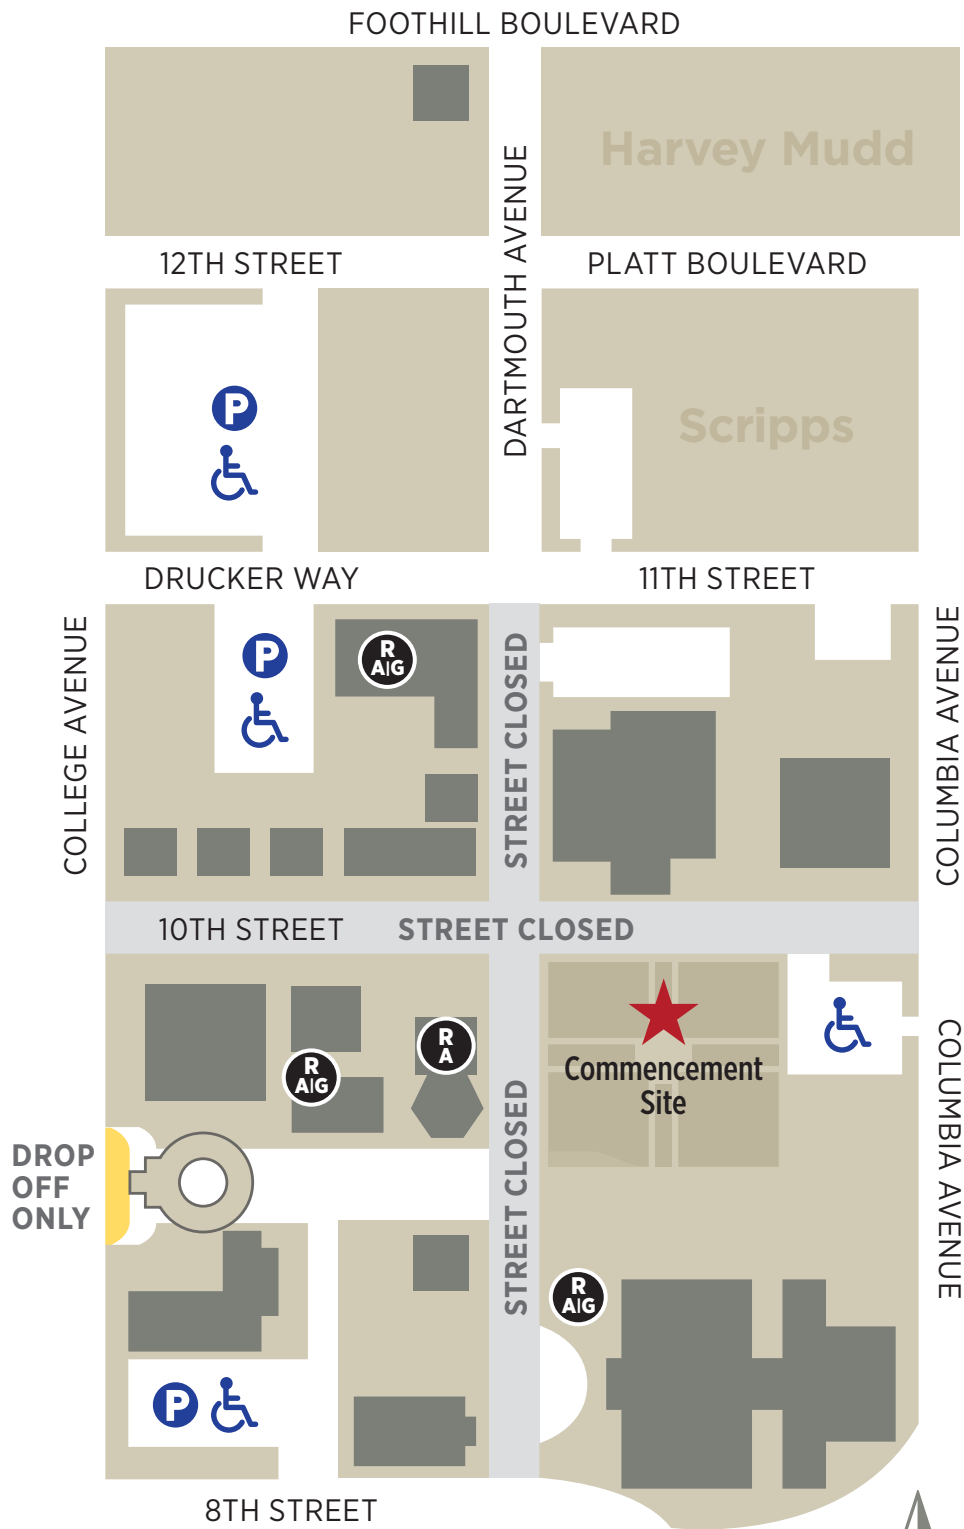 FOOTHILL BOULEVARD
Harvey Mudd
DARTMOUTH AVENUE
12TH STREET
PLATT BOULEVARD
P
Scripps
DRUCKER WAY
11TH STREET
COLLEGE AVENUE
P
R
A|G
STREET CLOSED
COLUMBIA AVENUE
10TH STREET
STREET CLOSED
R
A|G
R
A
Commencement
Site
STREET CLOSED
COLUMBIA AVENUE
DROP
OFF
ONLY
R
A|G
P
8TH STREET